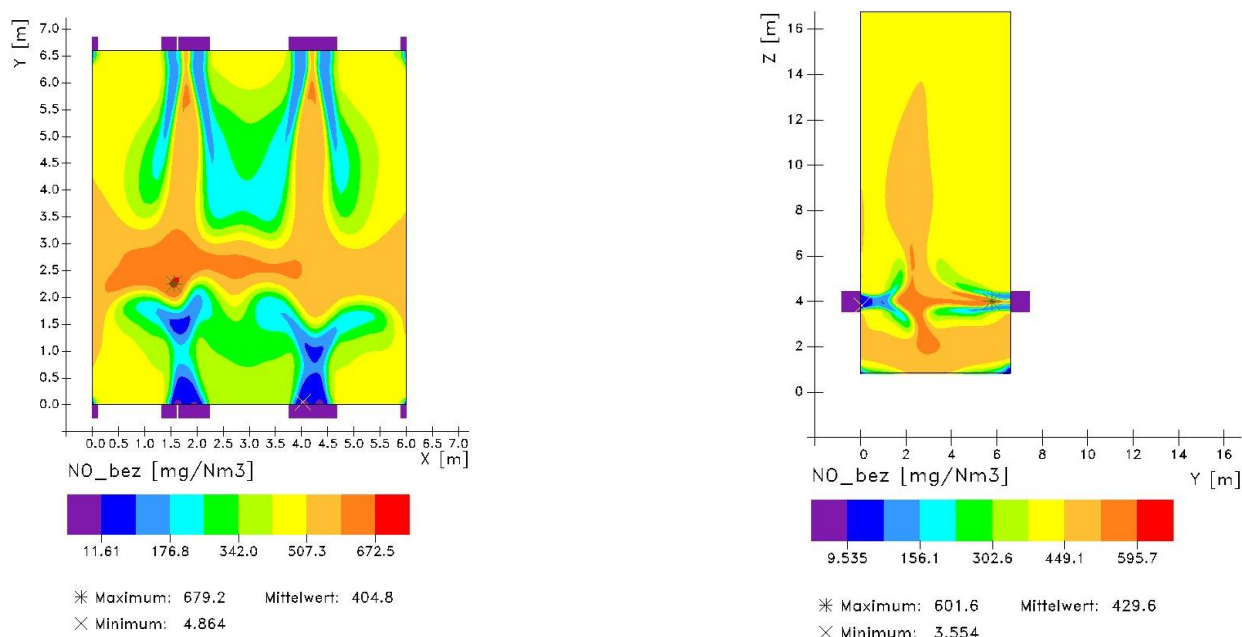 Y [m]
7.0
6.5
6.0
5.5
5.0
4.5
4.0
3.5
3.0
2.5
2.0
1.5
1.0
0.5
0.0
0.0 0.5 1.0 1.5 2.0 2.5 3.0 3.5 4.0 4.5 5.0 5.5 6.0 6.5 7.0
X [m]
NO_bez [mg/Nm3]
11.61 176.8 342.0 507.3 672.5
Maximum: 679.2 Mittelwert: 404.8
Minimum: 4.864
Z [m]
16
14
12
10
8
6
4
2
0
0 2 4 6 8 10 12 14 16
Y [m]
NO_bez [mg/Nm3]
9.535 156.1 302.6 449.1 595.7
Maximum: 601.6 Mittelwert: 429.6
Minimum: 3.554